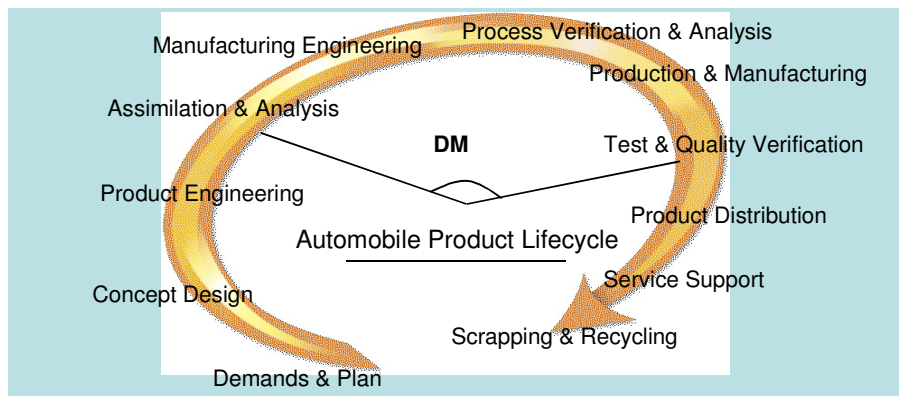 Process Verification & Analysis
Manufacturing Engineering
Production & Manufacturing
Assimilation & Analysis
DM
Test & Quality Verification
Product Engineering
Product Distribution
Automobile Product Lifecycle
Service Support
Concept Design
Scrapping & Recycling
Demands & Plan